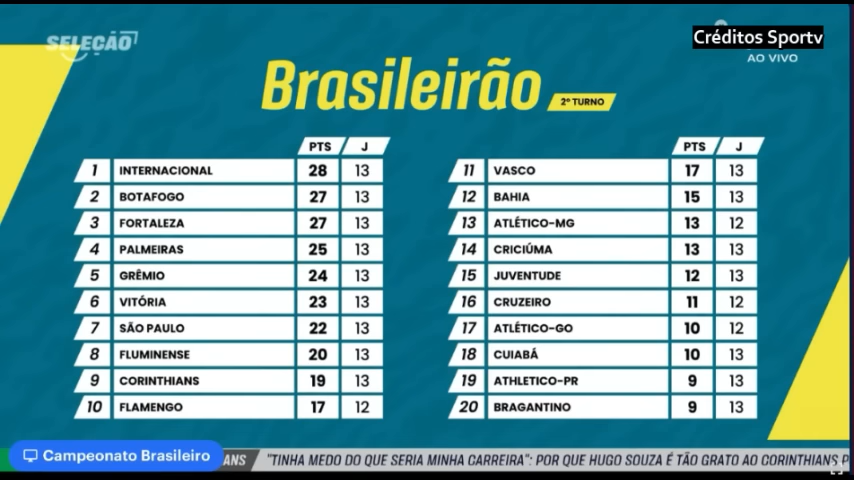 SELEÇÃO
Créditos Sportv
AO VIVO
Brasileirão
2º TURNO
PTS J
1 INTERNACIONAL 28 13
2 BOTAFOGO 27 13
3 FORTALEZA 27 13
4 PALMEIRAS 25 13
5 GRÊMIO 24 13
6 VITÓRIA 23 13
7 SÃO PAULO 22 13
8 FLUMINENSE 20 13
9 CORINTHIANS 19 13
10 FLAMENGO 17 12
PTS J
11 VASCO 17 13
12 BAHIA 15 13
13 ATLÉTICO-MG 13 12
14 CRICIÚMA 13 13
15 JUVENTUDE 12 13
16 CRUZEIRO 11 12
17 ATLÉTICO-GO 10 12
18 CUIABÁ 10 13
19 ATHLETICO-PR 9 13
20 BRAGANTINO 9 13
Campeonato Brasileiro
ANS "TINHA MEDO DO QUE SERIA MINHA CARREIRA": POR QUE HUGO SOUZA É TÃO GRATO AO CORINTHIANS P